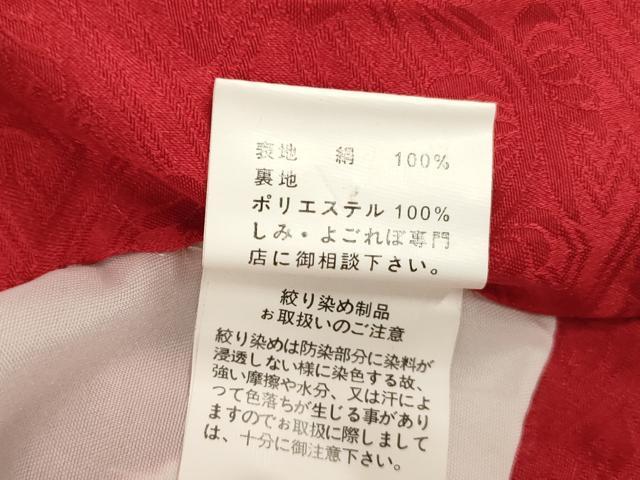 表地 絹 100%
裏地
ポリエステル 100%
しみ・よごれは専門
店に御相談下さい。
絞り染め制品
お取扱いのご注意
絞り染めは防染部分に染料が
浸透しない様に染色する故、
強い摩擦や水分、又は汗によ
って色落ちが生じる事があり
ますのでお取扱に際しまして
は、十分に御注意下さい。